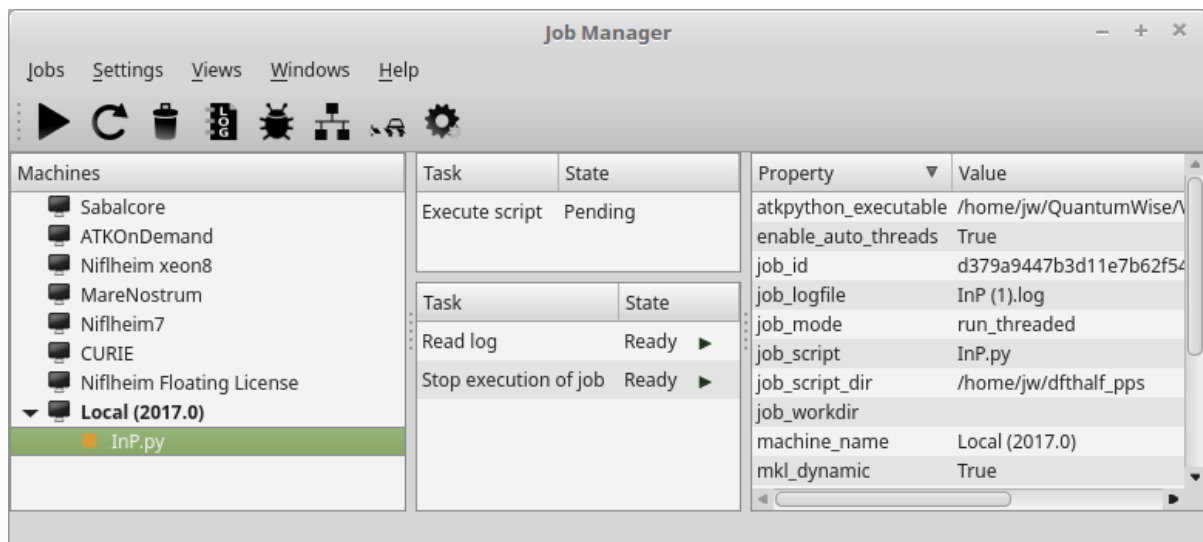 Job Manager
Jobs Settings Views Windows Help
LOG
Machines
Sabalcore
ATKOnDemand
Niflheim xeon8
MareNostrum
Niflheim7
CURIE
Niflheim Floating License
Local (2017.0)
InP.py
Task State
Execute script Pending
Task State
Read log Ready
Stop execution of job Ready
Property Value
atkpython_executable /home/jw/QuantumWise/
enable_auto_threads True
job_id d379a9447b3d11e7b62f54
job_logfile InP (1).log
job_mode run_threaded
job_script InP.py
job_script_dir /home/jw/dfthalf_pps
job_workdir
machine_name Local (2017.0)
mkl_dynamic True